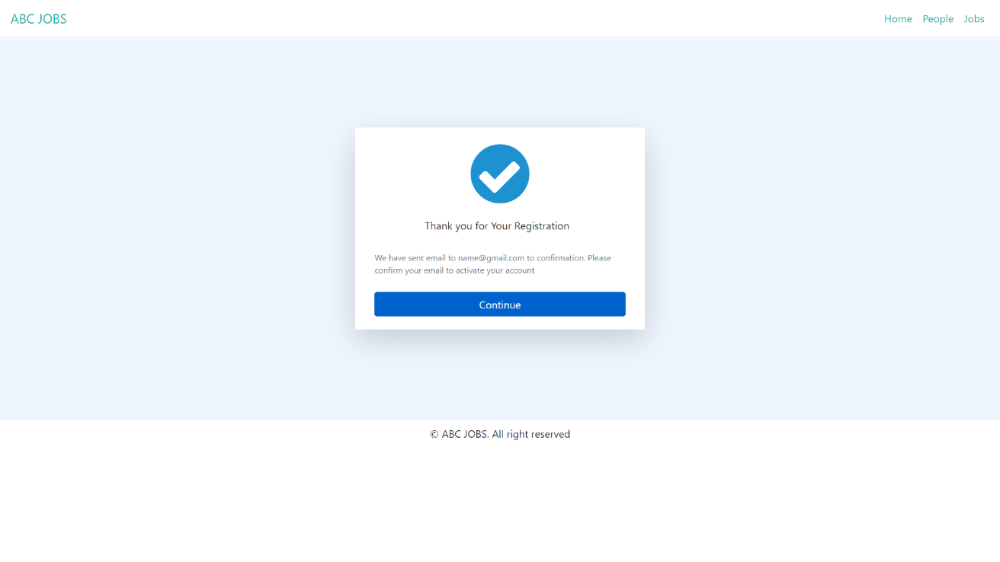 ABC JOBS
Home People Jobs
Thank you for Your Registration
We have sent email to name@gmail.com to confirmation. Please
confirm your email to activate your account
Continue
© ABC JOBS. All right reserved